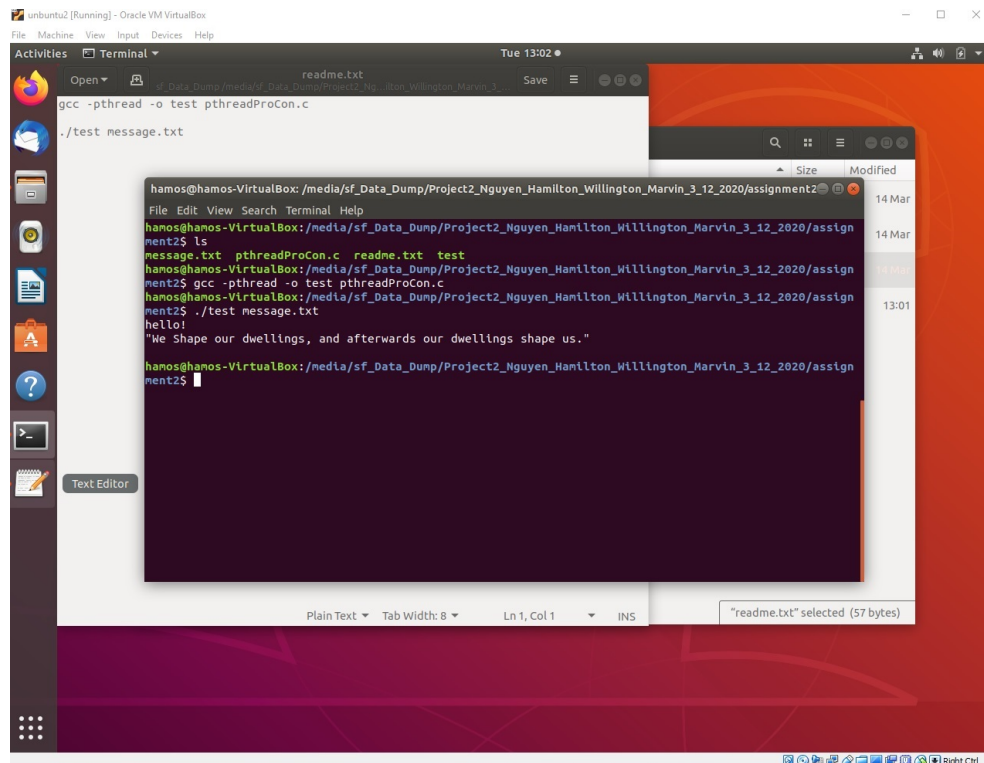 unbuntu2 [Running] - Oracle VM VirtualBox
File Machine View Input Devices Help
Activities Terminal Tue 13:02
Open readme.txt Save
gcc -pthread -o test pthreadProCon.c
./test message.txt
Size Modified
14 Mar
14 Mar
14 Mar
13:01
hamos@hamos-VirtualBox: /media/sf_Data_Dump/Project2_Nguyen_Hamilton_Willington_Marvin_3_12_2020/assignment2
File Edit View Search Terminal Help
hamos@hamos-VirtualBox:/media/sf_Data_Dump/Project2_Nguyen_Hamilton_Willington_Marvin_3_12_2020/assign
ment2$ ls
message.txt pthreadProCon.c readme.txt test
hamos@hamos-VirtualBox:/media/sf_Data_Dump/Project2_Nguyen_Hamilton_Willington_Marvin_3_12_2020/assign
ment2$ gcc -pthread -o test pthreadProCon.c
hamos@hamos-VirtualBox:/media/sf_Data_Dump/Project2_Nguyen_Hamilton_Willington_Marvin_3_12_2020/assign
ment2$ ./test message.txt
hello!
"We Shape our dwellings, and afterwards our dwellings shape us."
hamos@hamos-VirtualBox:/media/sf_Data_Dump/Project2_Nguyen_Hamilton_Willington_Marvin_3_12_2020/assign
ment2$
Text Editor
Plain Text Tab Width: 8 Ln 1, Col 1 INS
"readme.txt" selected (57 bytes)
Right Ctrl